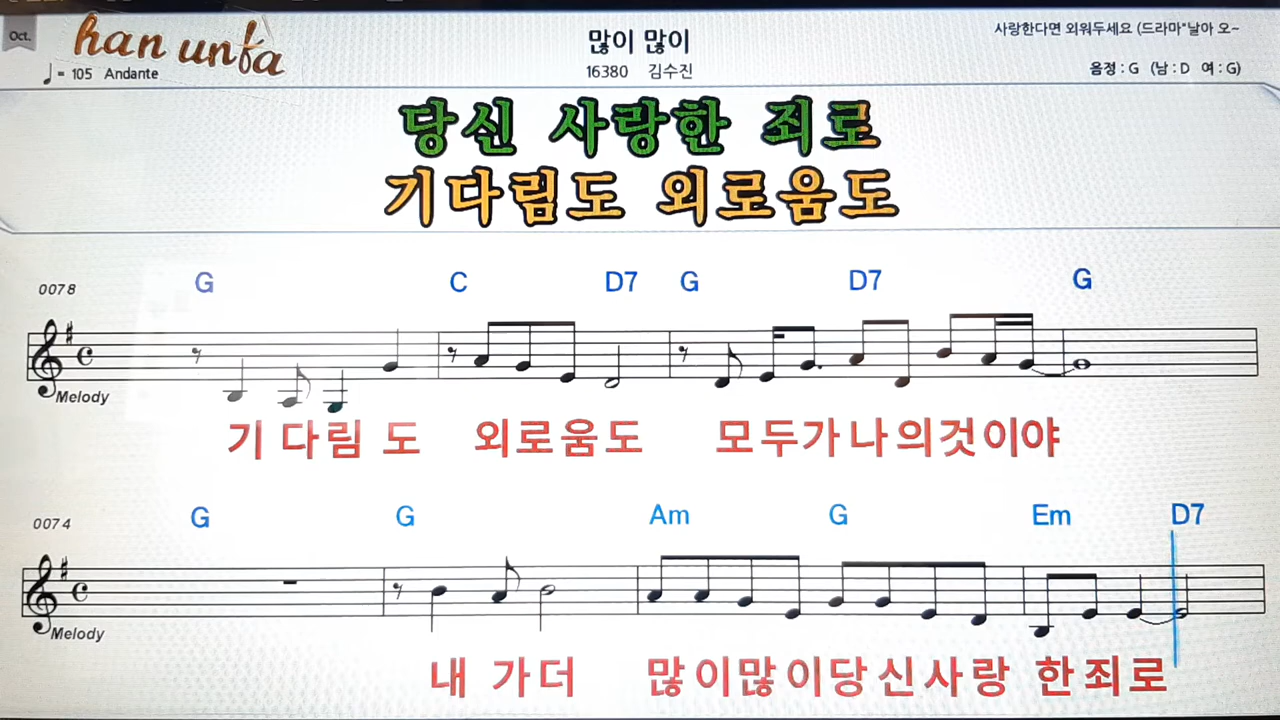 Oct.
han unfa
♩= 105 Andante
많이 많이
16380 김수진
사랑한다면 외워두세요 (드라마"날아 오~
음정 : G (남 : D 여 : G)
당신 사랑한 죄로
기다림도 외로움도
0078
G C D7 G D7 G
Melody
기 다림 도 외로움도 모두가나의것이야
0074
G G Am G Em D7
Melody
내 가더 많이많이당신사랑 한죄로